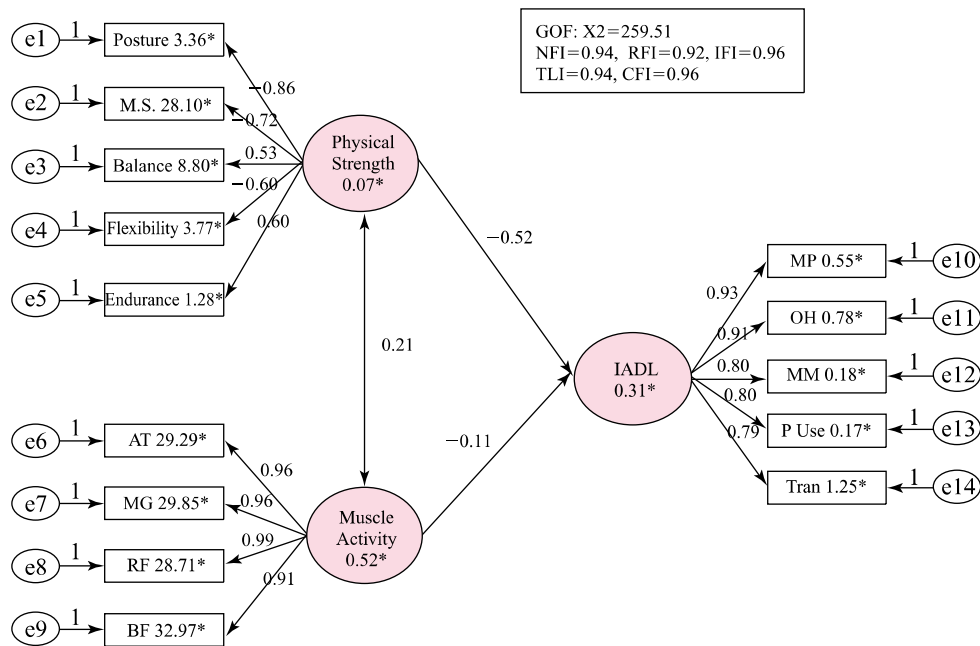 GOF: X2=259.51
NFI=0.94, RFI=0.92, IFI=0.96
TLI=0.94, CFI=0.96
e1
1
Posture 3.36*
−0.86
e2
1
M.S. 28.10*
−0.72
e3
1
Balance 8.80*
0.53
e4
1
Flexibility 3.77*
−0.60
e5
1
Endurance 1.28*
0.60
Physical
Strength
0.07*
−0.52
0.21
e6
1
AT 29.29*
0.96
e7
1
MG 29.85*
0.96
e8
1
RF 28.71*
0.99
e9
1
BF 32.97*
0.91
Muscle
Activity
0.52*
−0.11
IADL
0.31*
0.93
MP 0.55*
1
e10
0.91
OH 0.78*
1
e11
0.80
MM 0.18*
1
e12
0.80
P Use 0.17*
1
e13
0.79
Tran 1.25*
1
e14